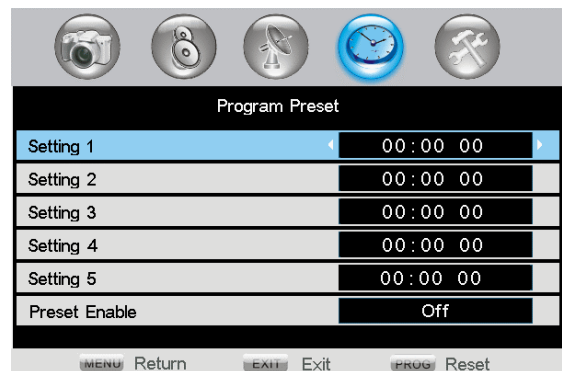 Program Preset
Setting 1 00:00 00
Setting 2 00:00 00
Setting 3 00:00 00
Setting 4 00:00 00
Setting 5 00:00 00
Preset Enable Off
MENU Return EXIT Exit PROG Reset